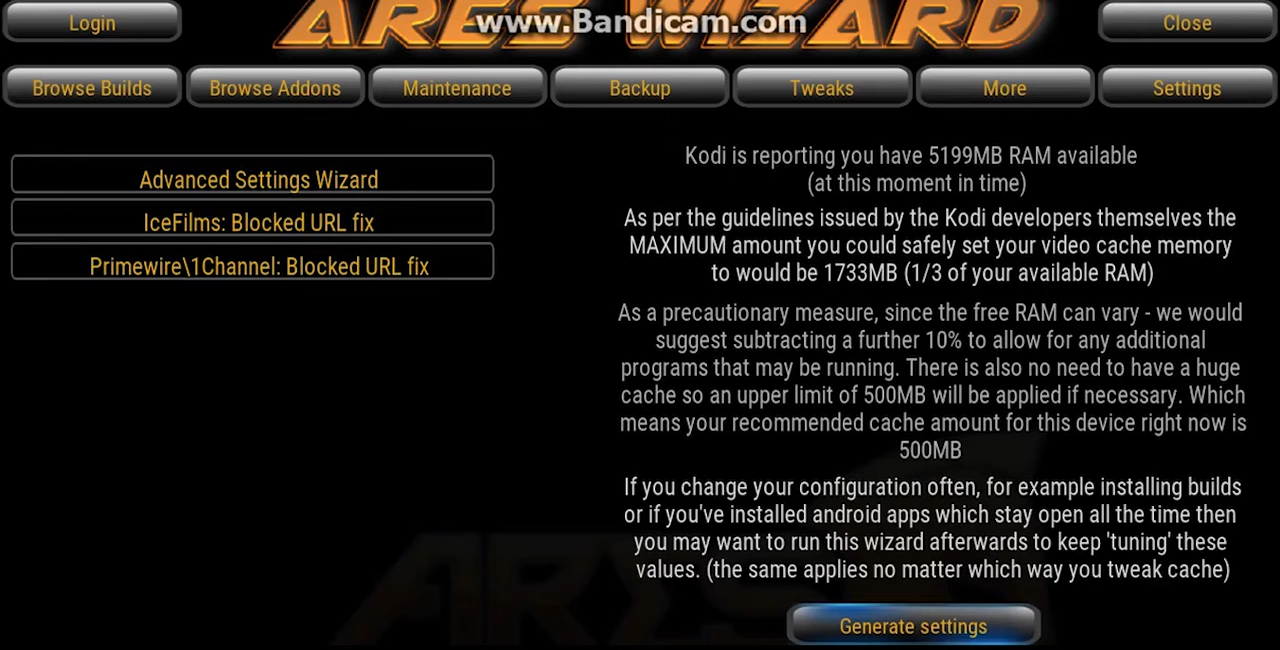 Login
ARES WIZARD
www.Bandicam.com
Close
Browse Builds
Browse Addons
Maintenance
Backup
Tweaks
More
Settings
Advanced Settings Wizard
IceFilms: Blocked URL fix
Primewire\1Channel: Blocked URL fix
Kodi is reporting you have 5199MB RAM available
(at this moment in time)
As per the guidelines issued by the Kodi developers themselves the
MAXIMUM amount you could safely set your video cache memory
to would be 1733MB (1/3 of your available RAM)
As a precautionary measure, since the free RAM can vary - we would
suggest subtracting a further 10% to allow for any additional
programs that may be running. There is also no need to have a huge
cache so an upper limit of 500MB will be applied if necessary. Which
means your recommended cache amount for this device right now is
500MB
If you change your configuration often, for example installing builds
or if you've installed android apps which stay open all the time then
you may want to run this wizard afterwards to keep 'tuning' these
values. (the same applies no matter which way you tweak cache)
Generate settings